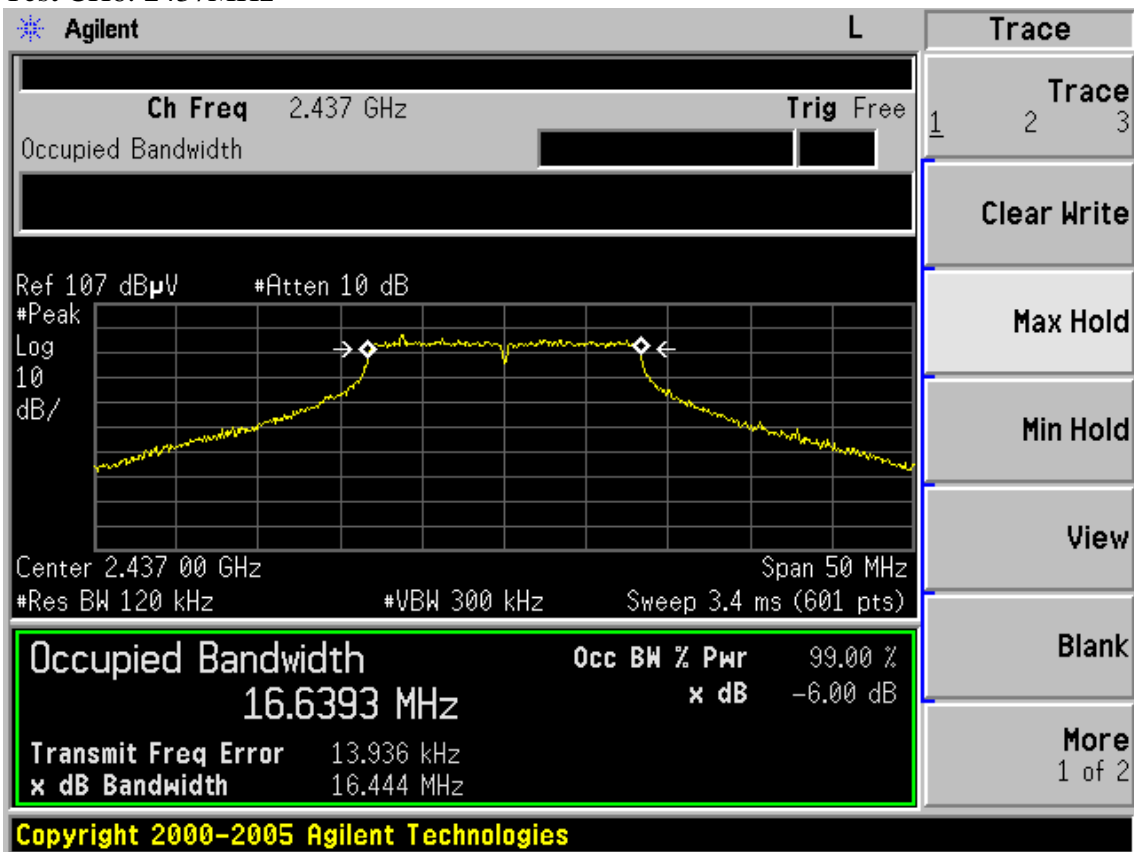 Agilent L Trace
Ch Freq 2.437 GHz Trig Free
Occupied Bandwidth
Trace
1 2 3
Clear Write
Ref 107 dBµV #Atten 10 dB
#Peak
Log
10
dB/
Max Hold
Min Hold
View
Center 2.437 00 GHz Span 50 MHz
#Res BW 120 kHz #VBW 300 kHz Sweep 3.4 ms (601 pts)
Occupied Bandwidth Occ BW % Pwr 99.00 %
16.6393 MHz x dB -6.00 dB
Blank
Transmit Freq Error 13.936 kHz
x dB Bandwidth 16.444 MHz
More
1 of 2
Copyright 2000-2005 Agilent Technologies